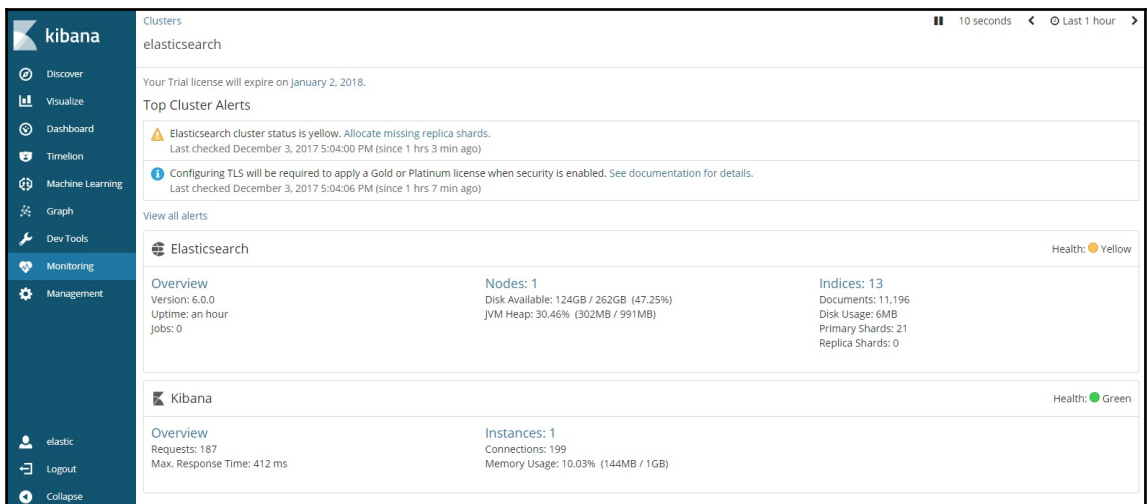 kibana
Discover
Visualize
Dashboard
Timelion
Machine Learning
Graph
Dev Tools
Monitoring
Management
elastic
Logout
Collapse
Clusters
10 seconds
Last 1 hour
elasticsearch
Your Trial license will expire on January 2, 2018.
Top Cluster Alerts
Elasticsearch cluster status is yellow. Allocate missing replica shards.
Last checked December 3, 2017 5:04:00 PM (since 1 hrs 3 min ago)
Configuring TLS will be required to apply a Gold or Platinum license when security is enabled. See documentation for details.
Last checked December 3, 2017 5:04:06 PM (since 1 hrs 7 min ago)
View all alerts
Elasticsearch
Health: Yellow
Overview
Version: 6.0.0
Uptime: an hour
Jobs: 0
Nodes: 1
Disk Available: 124GB / 262GB (47.25%)
JVM Heap: 30.46% (302MB / 991MB)
Indices: 13
Documents: 11,196
Disk Usage: 6MB
Primary Shards: 21
Replica Shards: 0
Kibana
Health: Green
Overview
Requests: 187
Max. Response Time: 412 ms
Instances: 1
Connections: 199
Memory Usage: 10.03% (144MB / 1GB)